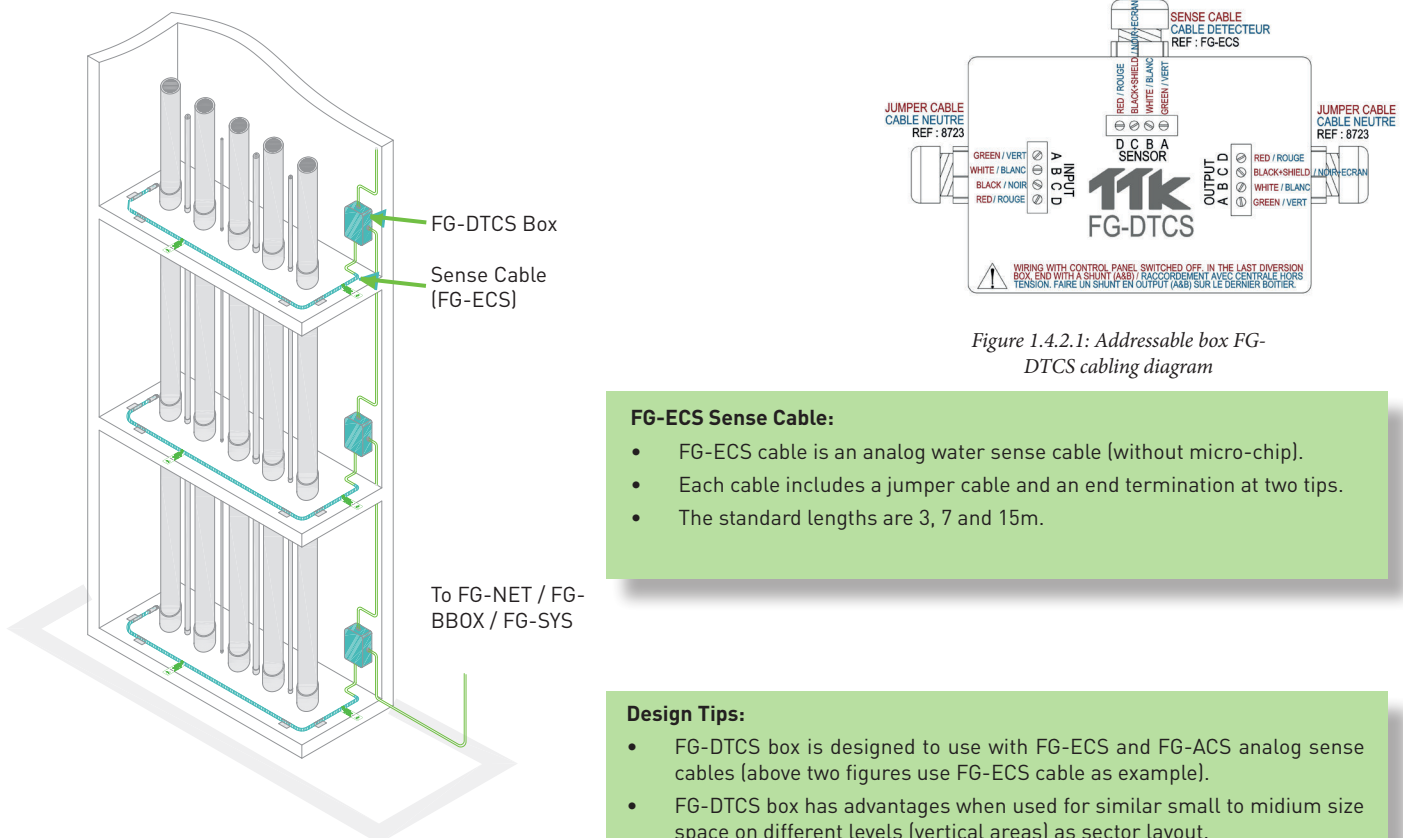 FG-DTCS Box
Sense Cable
(FG-ECS)
To FG-NET / FG-
BBOX / FG-SYS
SENSE CABLE
CABLE DETECTEUR
REF : FG-ECS
RED / ROUGE
BLACK+SHIELD / NOIR+ECRAN
WHITE / BLANC
GREEN / VERT
D C B A
SENSOR
JUMPER CABLE
CABLE NEUTRE
REF : 8723
GREEN / VERT
WHITE / BLANC
BLACK / NOIR
RED / ROUGE
A B C D
INPUT
TTK
FG-DTCS
OUTPUT
A B C D
RED / ROUGE
BLACK+SHIELD / NOIR+ECRAN
WHITE / BLANC
GREEN / VERT
JUMPER CABLE
CABLE NEUTRE
REF : 8723
WIRING WITH CONTROL PANEL SWITCHED OFF. IN THE LAST DIVERSION
BOX, END WITH A SHUNT (A&B) / RACCORDEMENT AVEC CENTRALE HORS
TENSION. FAIRE UN SHUNT EN OUTPUT (A&B) SUR LE DERNIER BOITIER.
Figure 1.4.2.1: Addressable box FG-
DTCS cabling diagram
FG-ECS Sense Cable:
• FG-ECS cable is an analog water sense cable (without micro-chip).
• Each cable includes a jumper cable and an end termination at two tips.
• The standard lengths are 3, 7 and 15m.
Design Tips:
• FG-DTCS box is designed to use with FG-ECS and FG-ACS analog sense
cables (above two figures use FG-ECS cable as example).
• FG-DTCS box has advantages when used for similar small to midium size
space on different levels (vertical areas) as sector layout.